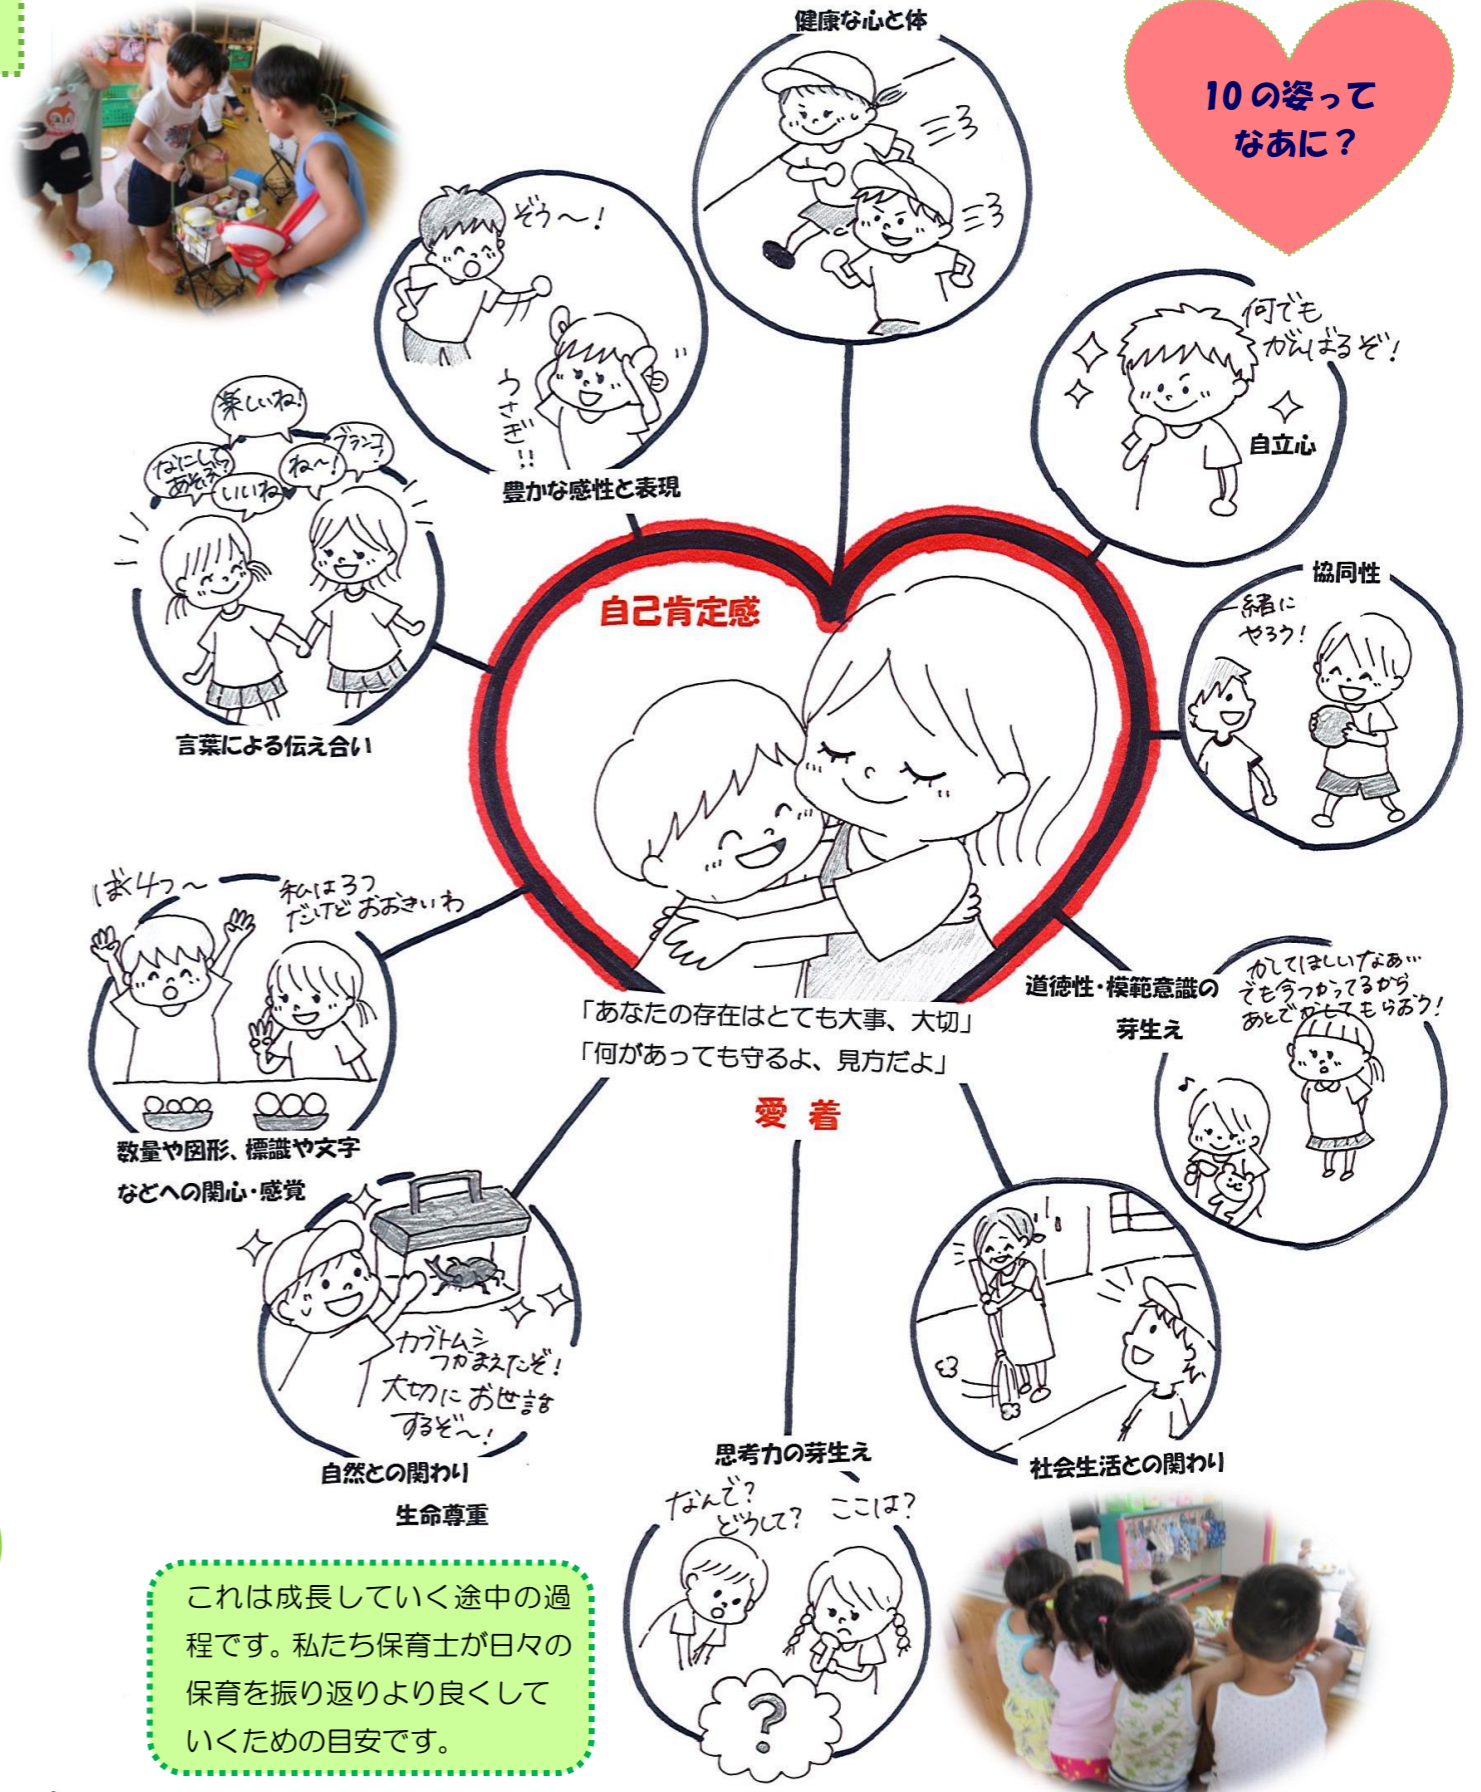 健康な心と体
10の姿って
なあに？
ぞう～！
うさぎ!!
豊かな感性と表現
何でも
がんばるぞ！
自立心
楽しいね!
なにして
あそぶ?
いいね
ね～!
ブランコ!
言葉による伝え合い
自己肯定感
協同性
一緒に
やろう！
ぼく4つ～
私は3つ
だけど おおきいわ
数量や図形、標識や文字
などへの関心・感覚
「あなたの存在はとても大事、大切」
「何があっても守るよ、見方だよ」
愛着
道徳性・模範意識の
芽生え
かしてほしいなあ…
でも今つかってるから
あとでかしてもらおう！
カブトムシ
つかまえたぞ！
大切にお世話
するぞ～！
自然との関わり
生命尊重
思考力の芽生え
なんで?
どうして?
ここは?
?
社会生活との関わり
これは成長していく途中の過
程です。私たち保育士が日々の
保育を振り返りより良くして
いくための目安です。